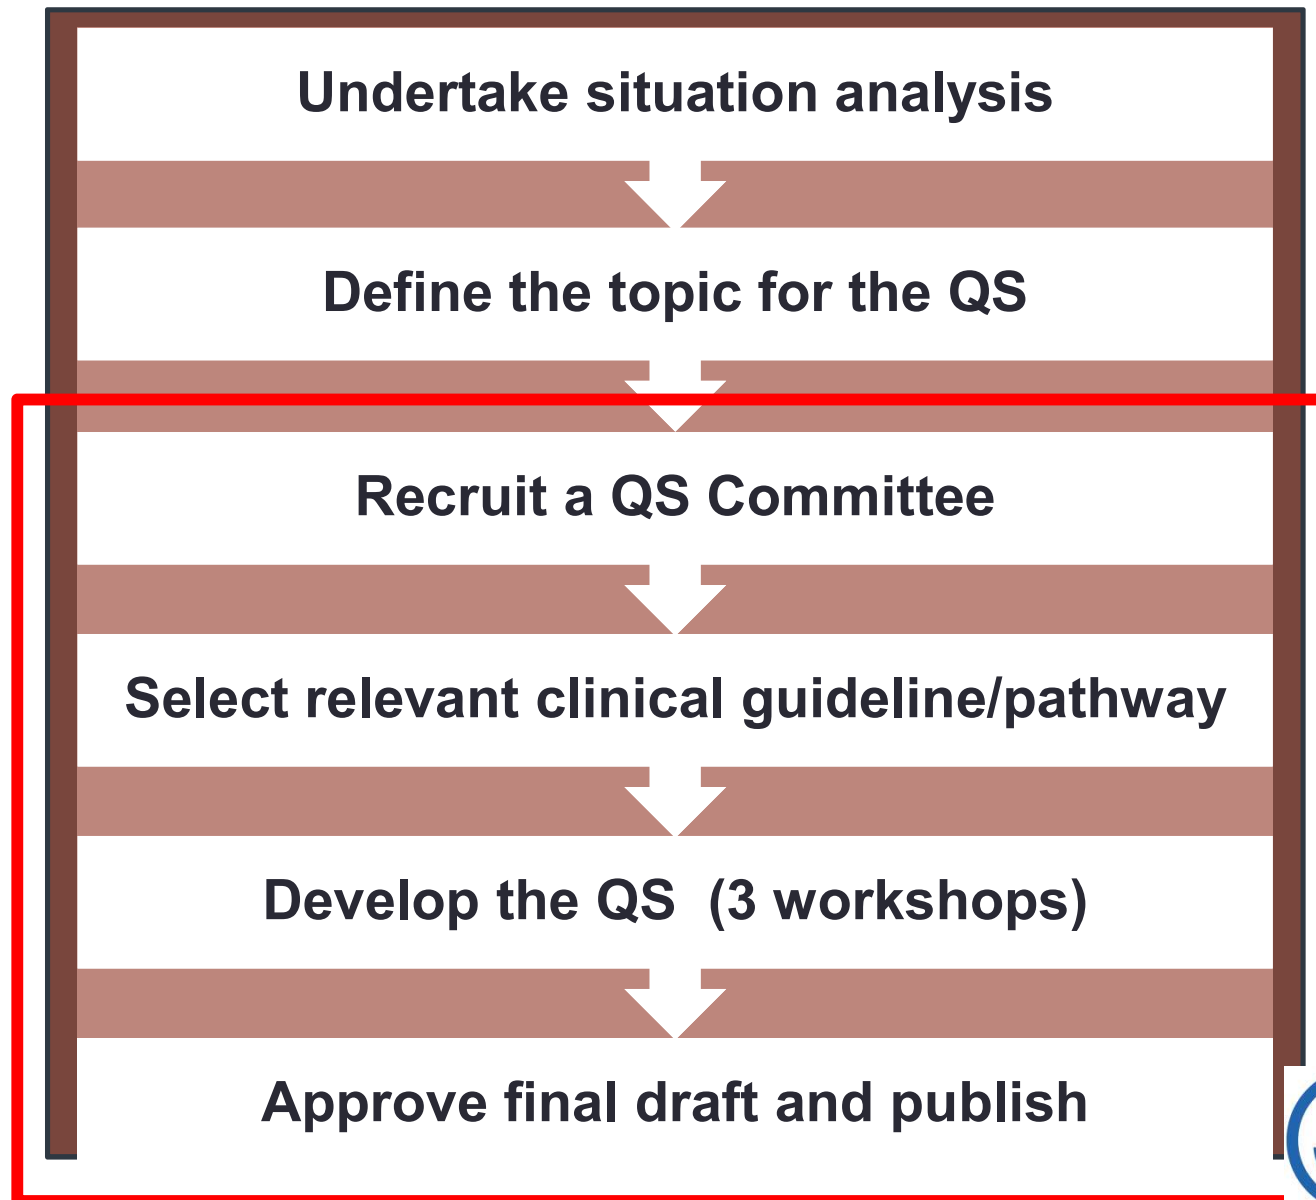 Undertake situation analysis
Define the topic for the QS
Recruit a QS Committee
Select relevant clinical guideline/pathway
Develop the QS (3 workshops)
Approve final draft and publish